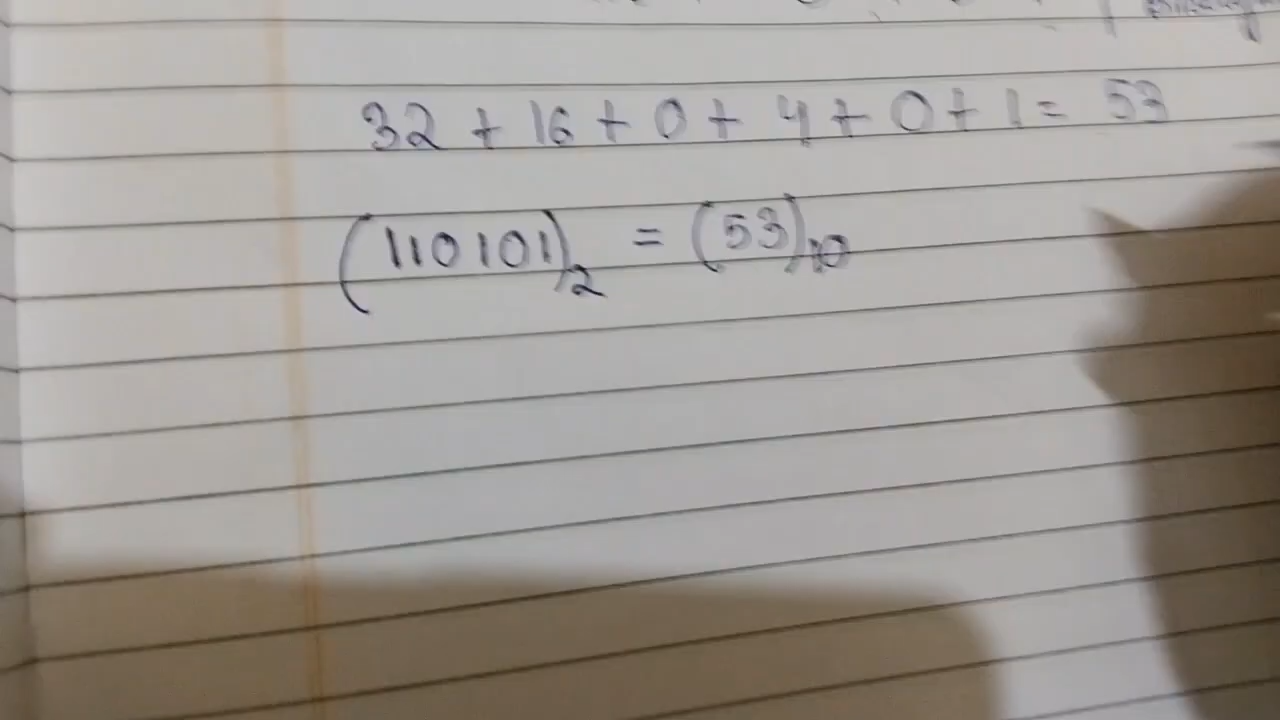 32 + 16 + 0 + 4 + 0 + 1 = 53
(110101)₂ = (53)₁₀